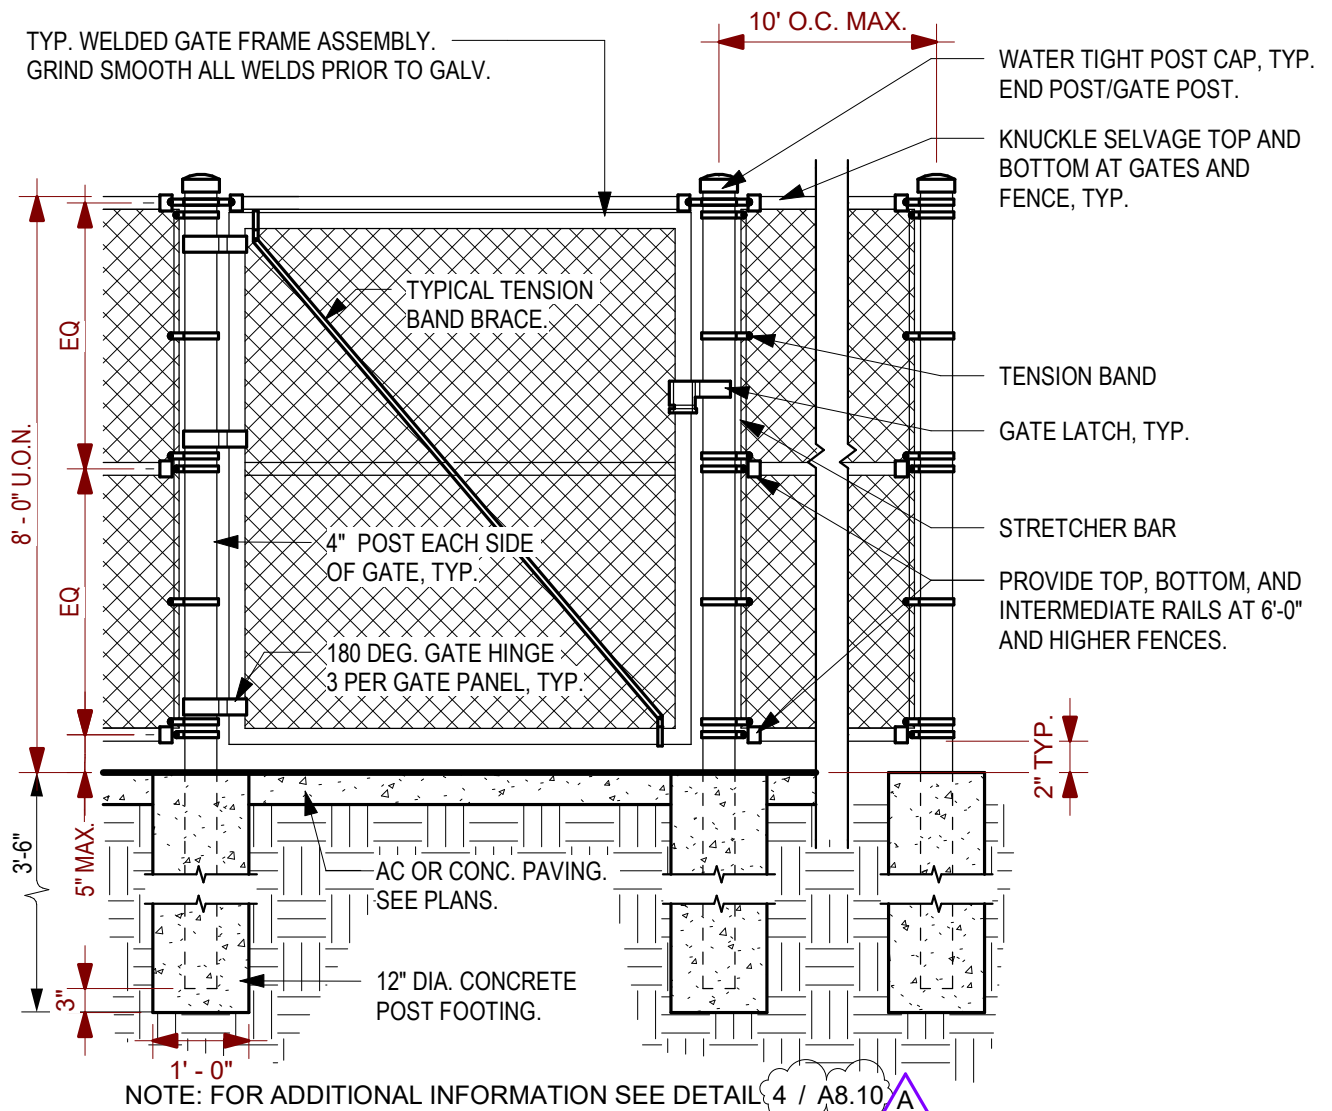 10' O.C. MAX.
TYP. WELDED GATE FRAME ASSEMBLY.
GRIND SMOOTH ALL WELDS PRIOR TO GALV.
WATER TIGHT POST CAP, TYP.
END POST/GATE POST.
KNUCKLE SELVAGE TOP AND
BOTTOM AT GATES AND
FENCE, TYP.
TYPICAL TENSION
BAND BRACE.
EQ
TENSION BAND
GATE LATCH, TYP.
8' - 0" U.O.N.
STRETCHER BAR
4" POST EACH SIDE
OF GATE, TYP.
PROVIDE TOP, BOTTOM, AND
INTERMEDIATE RAILS AT 6'-0"
AND HIGHER FENCES.
EQ
180 DEG. GATE HINGE
3 PER GATE PANEL, TYP.
2" TYP.
3'-6"
5" MAX.
AC OR CONC. PAVING.
SEE PLANS.
12" DIA. CONCRETE
POST FOOTING.
3"
1' - 0"
NOTE: FOR ADDITIONAL INFORMATION SEE DETAIL 4 / A8.10
A